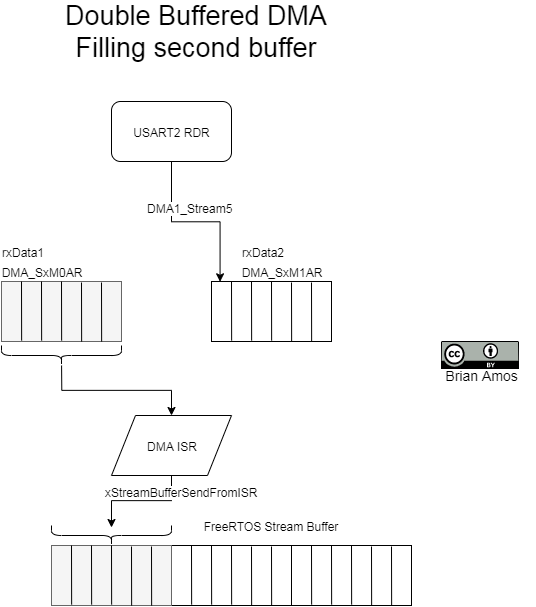 Double Buffered DMA
Filling second buffer
USART2 RDR
DMA1_Stream5
rxData1
DMA_SxM0AR
rxData2
DMA_SxM1AR
cc
BY
Brian Amos
DMA ISR
xStreamBufferSendFromISR
FreeRTOS Stream Buffer